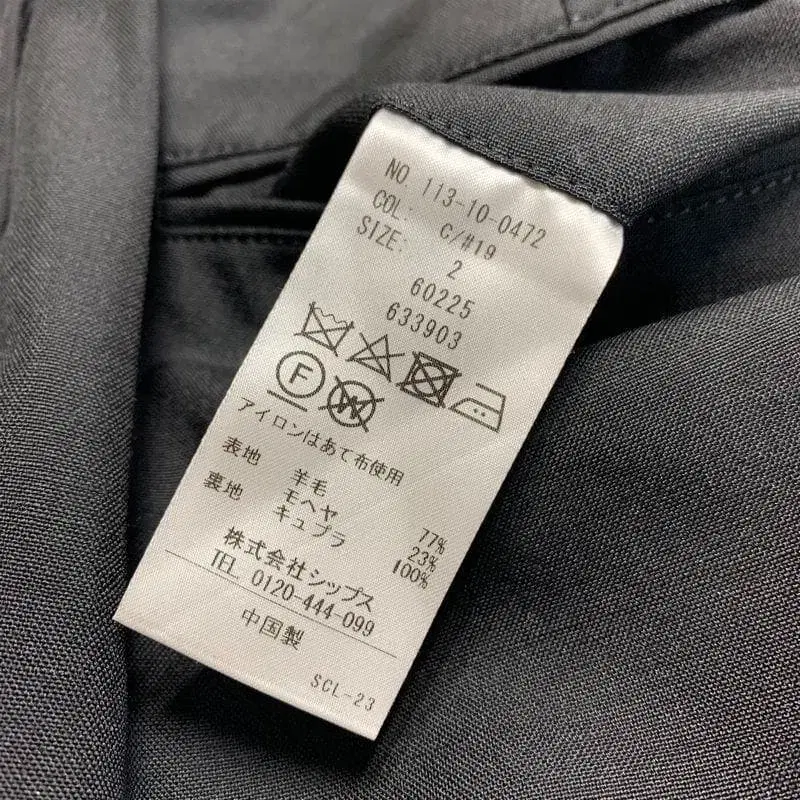 NO. 113-10-0472
COL: C/#19
SIZE: 2
60225
633903
F W
アイロンはあて布使用
表地 羊毛 77%
モヘヤ 23%
裏地 キュプラ 100%
株式会社シップス
TEL. 0120-444-099
中国製
SCL-23